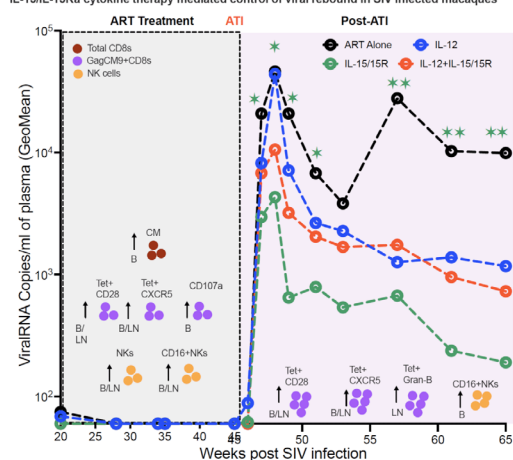 IL-15/IL-15Rα cytokine therapy mediated control of viral rebound in SIV infected macaques
ART Treatment
ATI
Post-ATI
Total CD8s
GagCM9+CD8s
NK cells
ART Alone
IL-12
IL-15/15R
IL-12+IL-15/15R
ViralRNA Copies/ml of plasma (GeoMean)
10⁵
10⁴
10³
10²
CM
B
Tet+
CD28
B/
LN
Tet+
CXCR5
B/LN
CD107a
B
NKs
B/LN
CD16+NKs
B/LN
Tet+
CD28
B/LN
Tet+
CXCR5
B/LN
Tet+
Gran-B
LN
CD16+NKs
B
20 25 30 35 40 45
45 50 55 60 65
Weeks post SIV infection